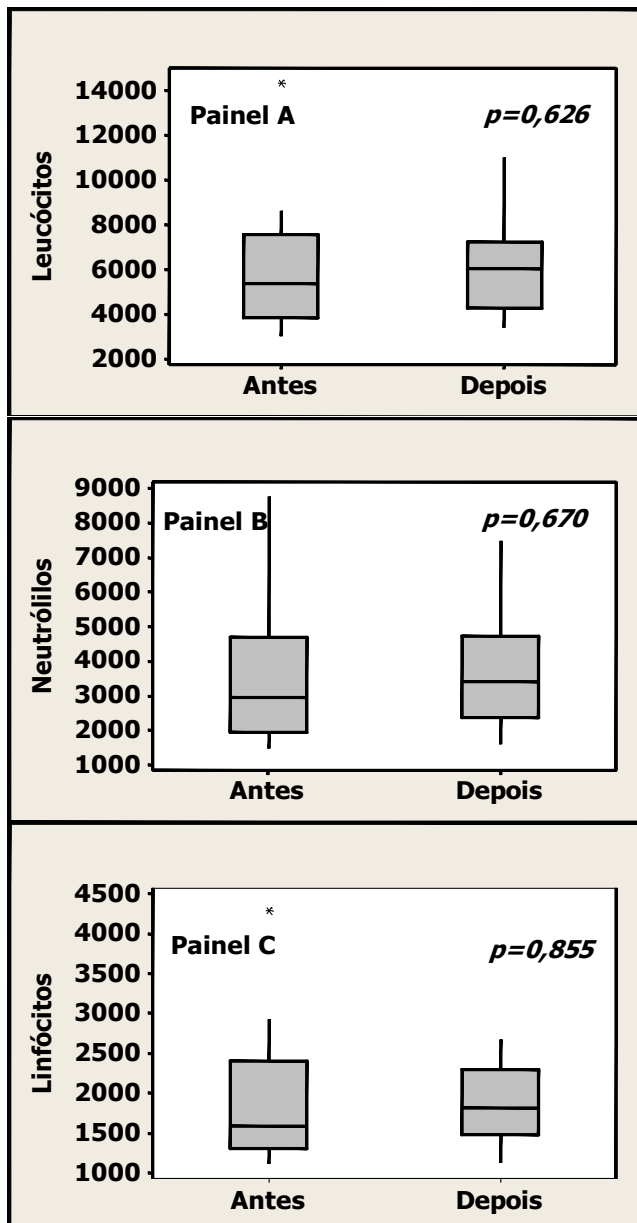 Leucócitos
14000
12000
10000
8000
6000
4000
2000
Painel A
p=0,626
Antes Depois
Neutrólilos
9000
8000
7000
6000
5000
4000
3000
2000
1000
Painel B
p=0,670
Antes Depois
Linfócitos
4500
4000
3500
3000
2500
2000
1500
1000
Painel C
p=0,855
Antes Depois